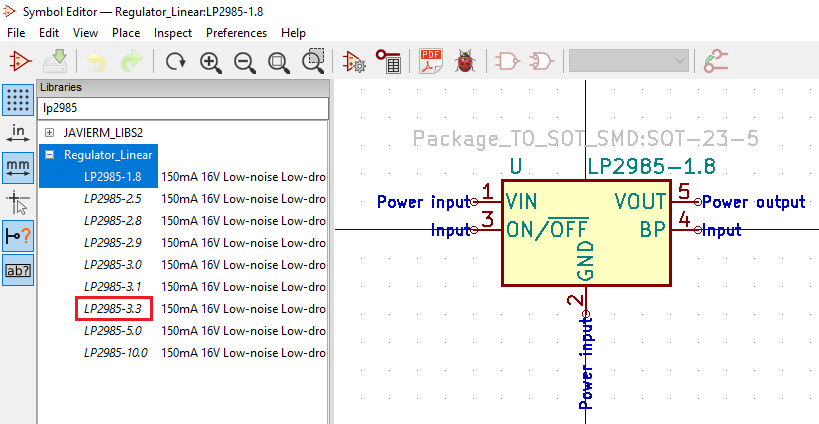 Symbol Editor — Regulator_Linear:LP2985-1.8
File Edit View Place Inspect Preferences Help
PDF
Libraries
lp2985
in
mm
ab?
JAVIERM_LIBS2
Regulator_Linear
LP2985-1.8 150mA 16V Low-noise Low-dro
LP2985-2.5 150mA 16V Low-noise Low-dro
LP2985-2.8 150mA 16V Low-noise Low-dro
LP2985-2.9 150mA 16V Low-noise Low-dro
LP2985-3.0 150mA 16V Low-noise Low-dro
LP2985-3.1 150mA 16V Low-noise Low-dro
LP2985-3.3 150mA 16V Low-noise Low-dro
LP2985-5.0 150mA 16V Low-noise Low-dro
LP2985-10.0 150mA 16V Low-noise Low-dro
Package_TO_SOT_SMD:SOT-23-5
U LP2985-1.8
Power input 1 VIN VOUT 5 Power output
Input 3 ON/OFF BP 4 Input
GND
2
Power input